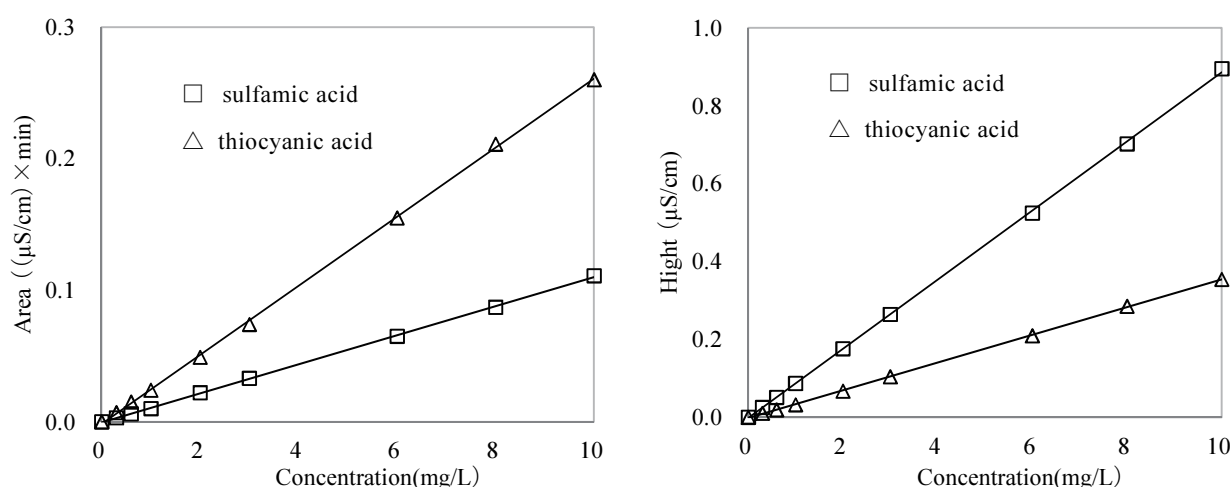 0.3
0.2
0.1
0.0
Area ((μS/cm)×min)
sulfamic acid
thiocyanic acid
0 2 4 6 8 10
Concentration(mg/L)
1.0
0.8
0.6
0.4
0.2
0.0
Hight (μS/cm)
sulfamic acid
thiocyanic acid
0 2 4 6 8 10
Concentration(mg/L)